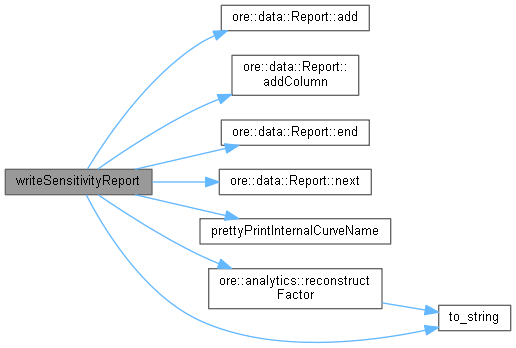 ore::data::Report::add
ore::data::Report::
addColumn
ore::data::Report::end
writeSensitivityReport
ore::data::Report::next
prettyPrintInternalCurveName
ore::analytics::reconstruct
Factor
to_string